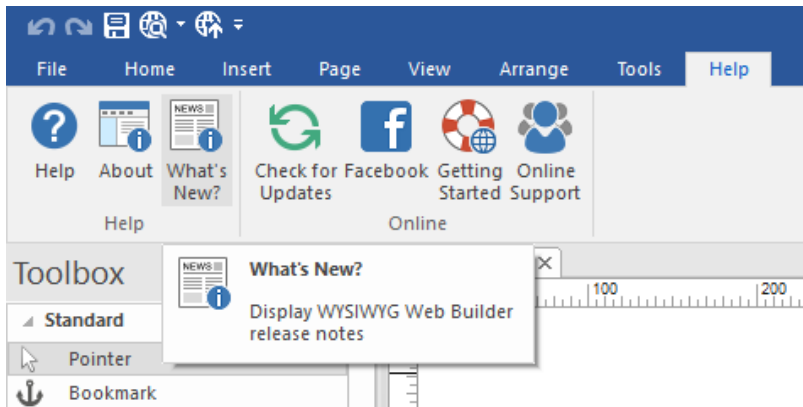 File Home Insert Page View Arrange Tools Help
NEWS
Help About What's New?
Check for Updates
Facebook
Getting Started
Online Support
Help Online
Toolbox
NEWS
What's New?
Display WYSIWYG Web Builder
release notes
100 200
Standard
Pointer
Bookmark